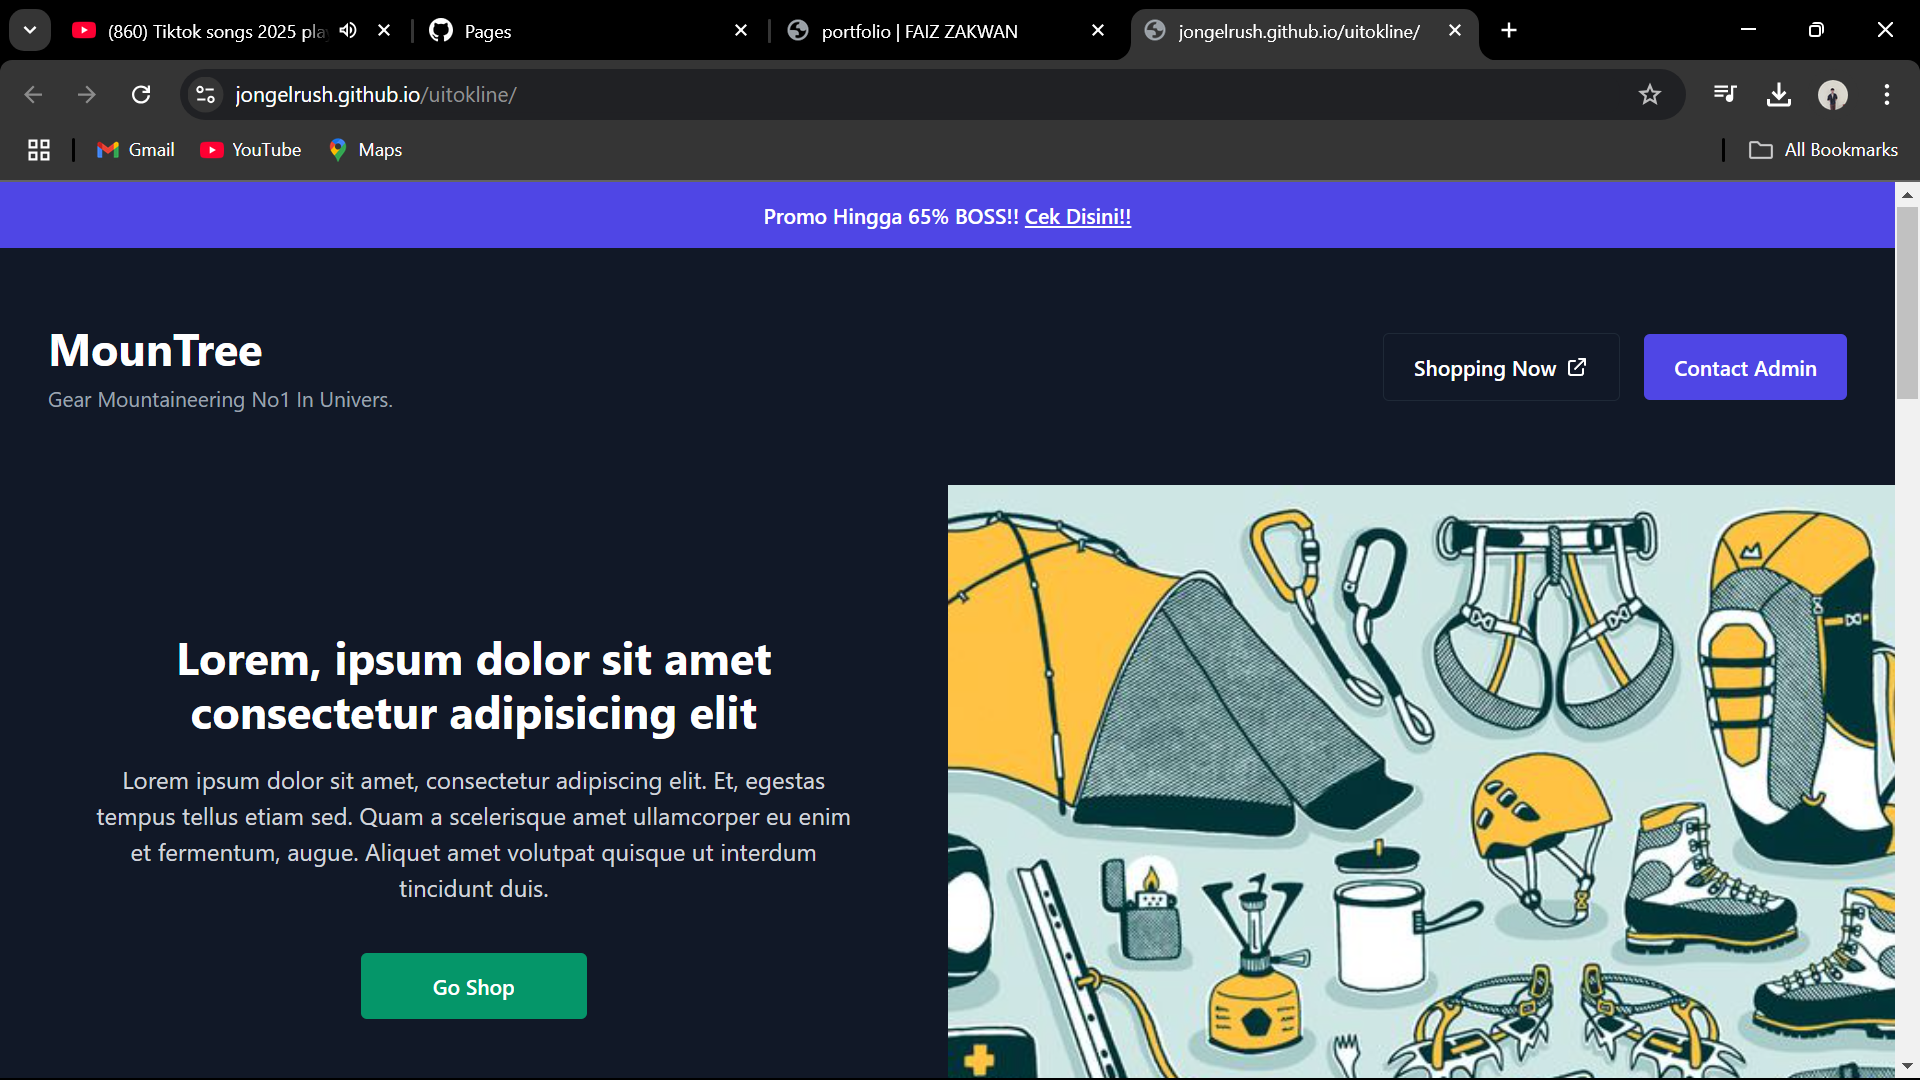 (860) Tiktok songs 2025 pla
Pages
portfolio | FAIZ ZAKWAN
jongelrush.github.io/uitokline/
jongelrush.github.io/uitokline/
Gmail
YouTube
Maps
All Bookmarks
Promo Hingga 65% BOSS!! Cek Disini!!
MounTree
Gear Mountaineering No1 In Univers.
Shopping Now
Contact Admin
Lorem, ipsum dolor sit amet
consectetur adipisicing elit
Lorem ipsum dolor sit amet, consectetur adipiscing elit. Et, egestas
tempus tellus etiam sed. Quam a scelerisque amet ullamcorper eu enim
et fermentum, augue. Aliquet amet volutpat quisque ut interdum
tincidunt duis.
Go Shop